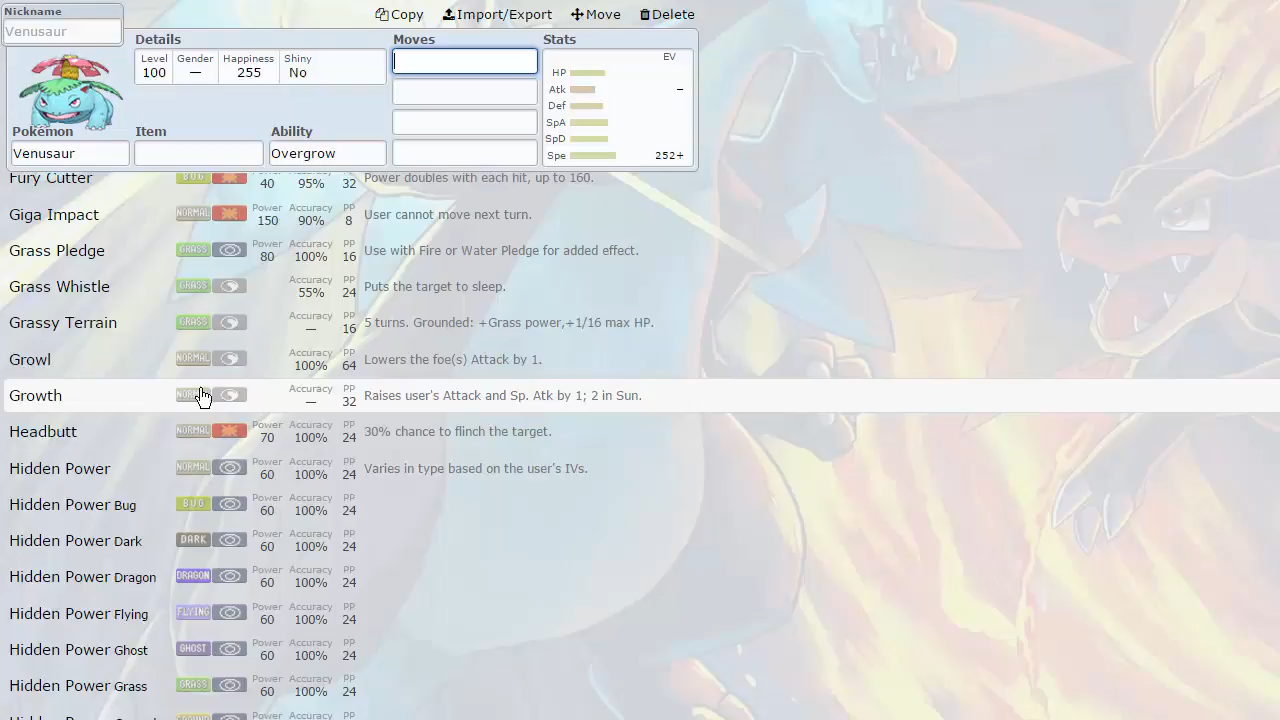 Nickname
Venusaur
Copy Import/Export Move Delete
Details
Level Gender Happiness Shiny
100 — 255 No
Moves
Stats
EV
HP
Atk –
Def
SpA
SpD
Spe 252+
Pokémon Item Ability
Venusaur Overgrow
Fury Cutter BUG Power 40 Accuracy 95% PP 32 Power doubles with each hit, up to 160.
Giga Impact NORMAL Power 150 Accuracy 90% PP 8 User cannot move next turn.
Grass Pledge GRASS Power 80 Accuracy 100% PP 16 Use with Fire or Water Pledge for added effect.
Grass Whistle GRASS Accuracy 55% PP 24 Puts the target to sleep.
Grassy Terrain GRASS Accuracy — PP 16 5 turns. Grounded: +Grass power,+1/16 max HP.
Growl NORMAL Accuracy 100% PP 64 Lowers the foe(s) Attack by 1.
Growth NORMAL Accuracy — PP 32 Raises user's Attack and Sp. Atk by 1; 2 in Sun.
Headbutt NORMAL Power 70 Accuracy 100% PP 24 30% chance to flinch the target.
Hidden Power NORMAL Power 60 Accuracy 100% PP 24 Varies in type based on the user's IVs.
Hidden Power Bug BUG Power 60 Accuracy 100% PP 24
Hidden Power Dark DARK Power 60 Accuracy 100% PP 24
Hidden Power Dragon DRAGON Power 60 Accuracy 100% PP 24
Hidden Power Flying FLYING Power 60 Accuracy 100% PP 24
Hidden Power Ghost GHOST Power 60 Accuracy 100% PP 24
Hidden Power Grass GRASS Power 60 Accuracy 100% PP 24